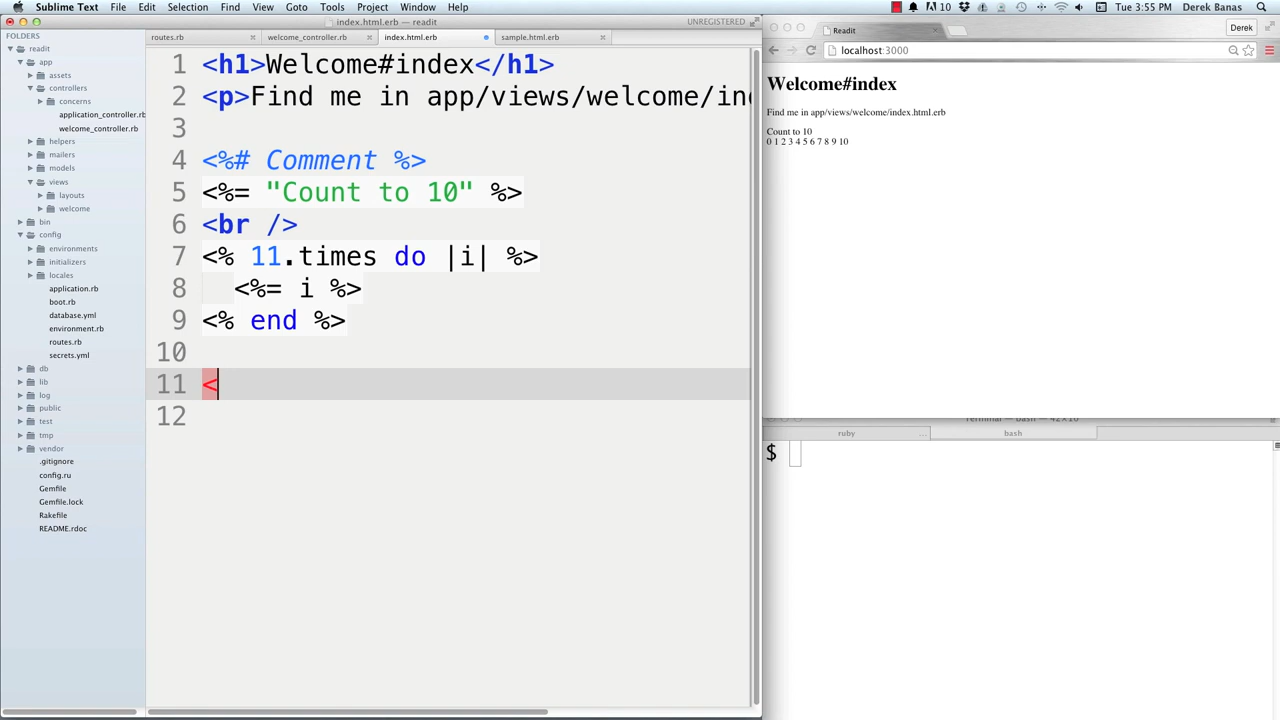 Sublime Text File Edit Selection Find View Goto Tools Project Window Help 10 Tue 3:55 PM Derek Banas
index.html.erb — readit UNREGISTERED
FOLDERS
readit
app
assets
controllers
concerns
application_controller.rb
welcome_controller.rb
helpers
mailers
models
views
layouts
welcome
bin
config
environments
initializers
locales
application.rb
boot.rb
database.yml
environment.rb
routes.rb
secrets.yml
db
lib
log
public
test
tmp
vendor
.gitignore
config.ru
Gemfile
Gemfile.lock
Rakefile
README.rdoc
routes.rb welcome_controller.rb index.html.erb sample.html.erb
1 <h1>Welcome#index</h1>
2 <p>Find me in app/views/welcome/in
3
4 <%# Comment %>
5 <%= "Count to 10" %>
6 <br />
7 <% 11.times do |i| %>
8 <%= i %>
9 <% end %>
10
11 <
12
Readit Derek
localhost:3000
Welcome#index
Find me in app/views/welcome/index.html.erb
Count to 10
0 1 2 3 4 5 6 7 8 9 10
Terminal — bash — 42×10
ruby ... bash
$